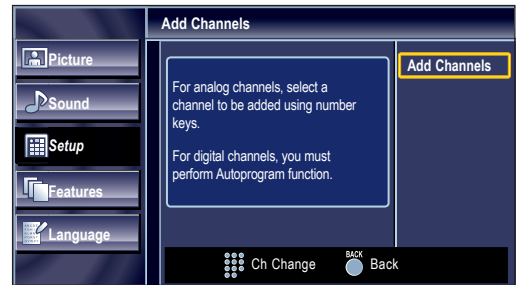 Add Channels
Picture
Sound
Setup
Features
Language
For analog channels, select a
channel to be added using number
keys.
For digital channels, you must
perform Autoprogram function.
Add Channels
Ch Change
BACK
Back